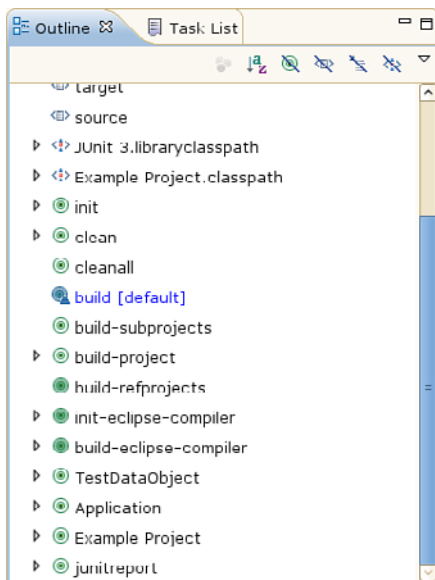 Outline Task List
target
source
JUnit 3.libraryclasspath
Example Project.classpath
init
clean
cleanall
build [default]
build-subprojects
build-project
build-refprojects
init-eclipse-compiler
build-eclipse-compiler
TestDataObject
Application
Example Project
junitreport